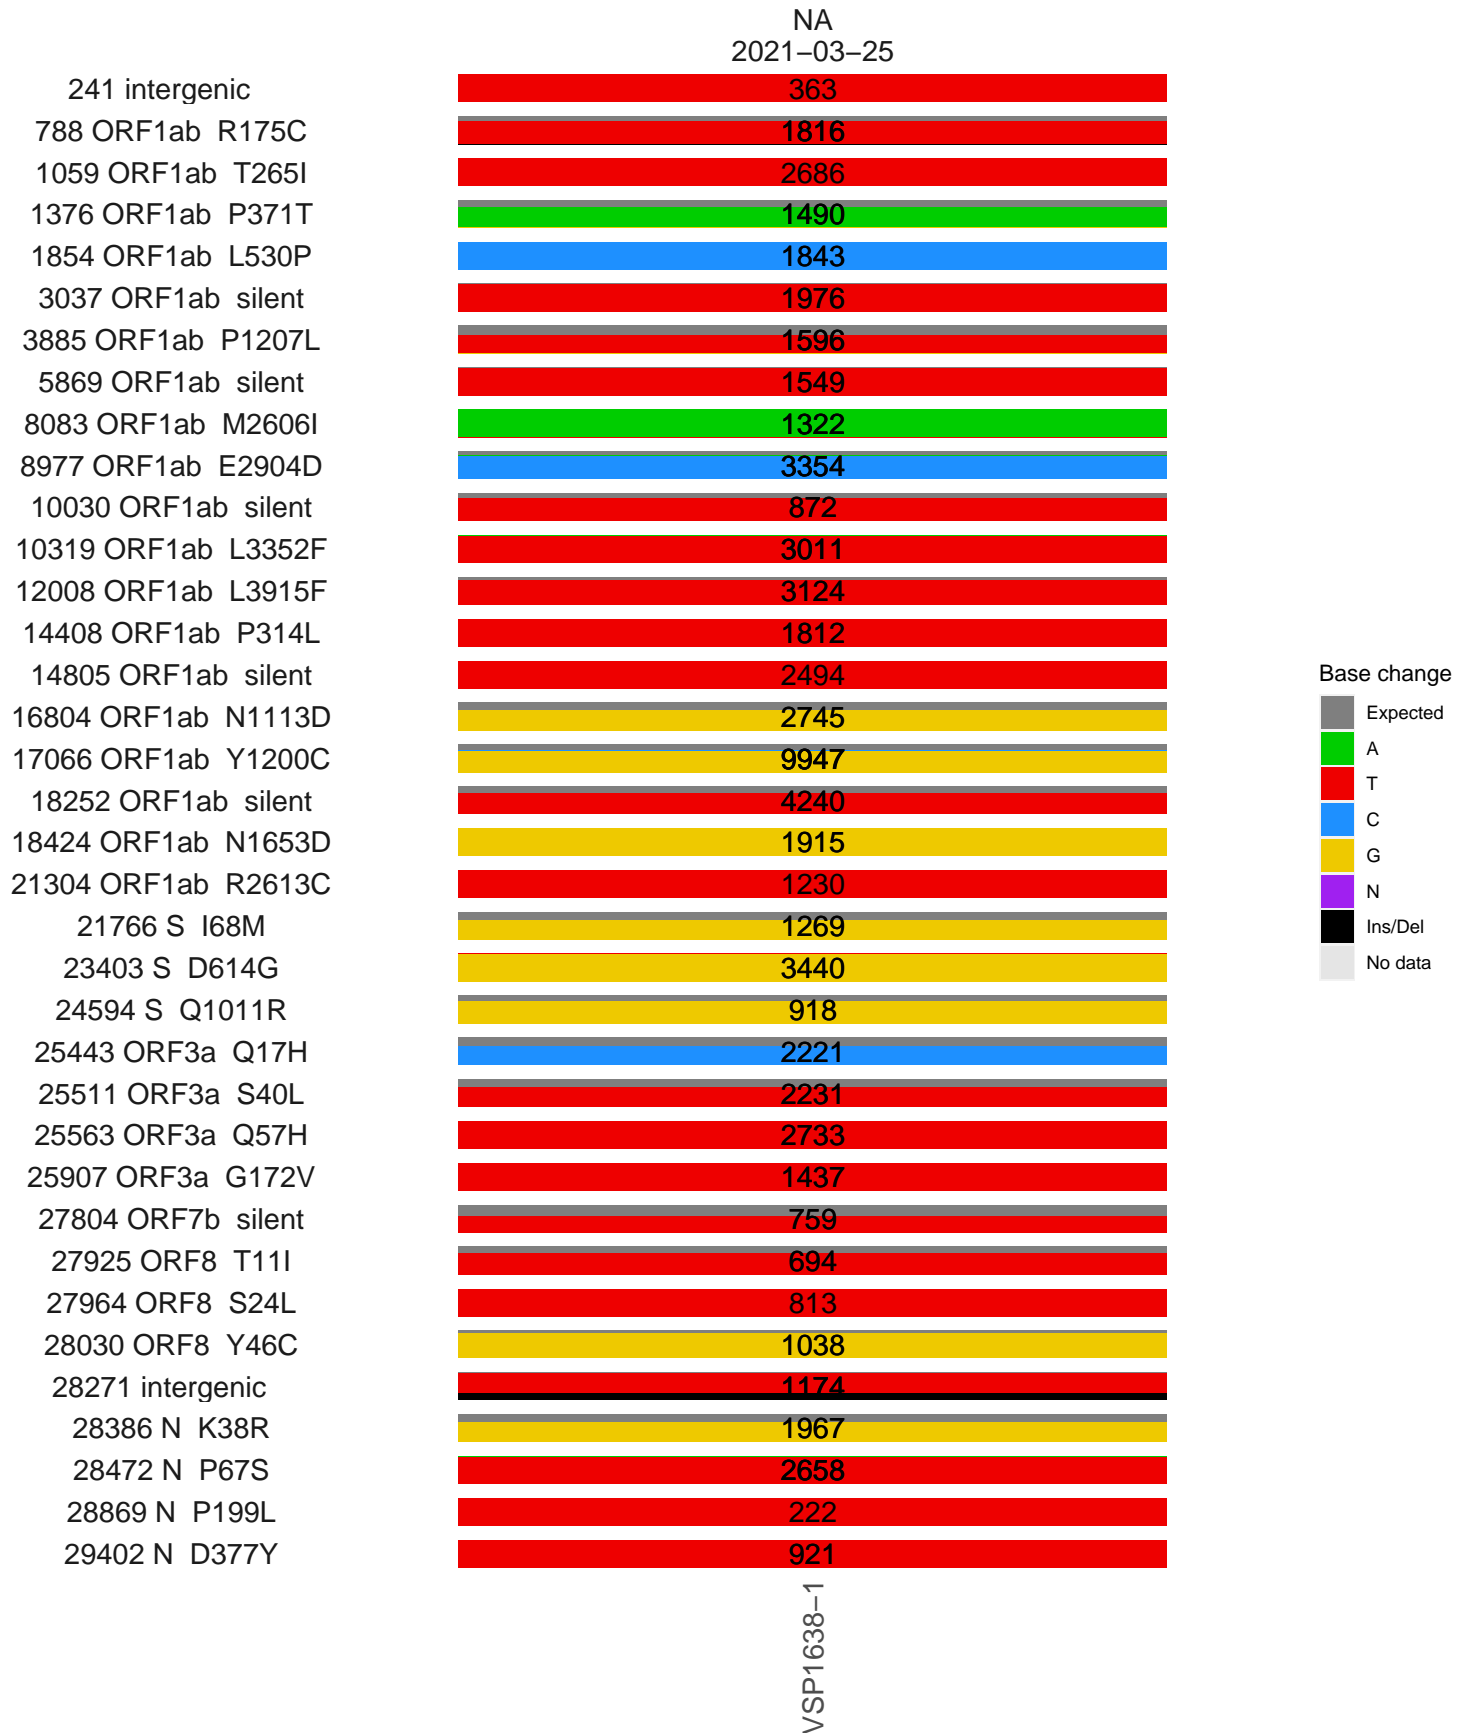 NA
2021−03−25
241 intergenic 363
788 ORF1ab R175C 1816
1059 ORF1ab T265I 2686
1376 ORF1ab P371T 1490
1854 ORF1ab L530P 1843
3037 ORF1ab silent 1976
3885 ORF1ab P1207L 1596
5869 ORF1ab silent 1549
8083 ORF1ab M2606I 1322
8977 ORF1ab E2904D 3354
10030 ORF1ab silent 872
10319 ORF1ab L3352F 3011
12008 ORF1ab L3915F 3124
14408 ORF1ab P314L 1812
14805 ORF1ab silent 2494
16804 ORF1ab N1113D 2745
17066 ORF1ab Y1200C 9947
18252 ORF1ab silent 4240
18424 ORF1ab N1653D 1915
21304 ORF1ab R2613C 1230
21766 S I68M 1269
23403 S D614G 3440
24594 S Q1011R 918
25443 ORF3a Q17H 2221
25511 ORF3a S40L 2231
25563 ORF3a Q57H 2733
25907 ORF3a G172V 1437
27804 ORF7b silent 759
27925 ORF8 T11I 694
27964 ORF8 S24L 813
28030 ORF8 Y46C 1038
28271 intergenic 1174
28386 N K38R 1967
28472 N P67S 2658
28869 N P199L 222
29402 N D377Y 921
VSP1638−1
Base change
Expected
A
T
C
G
N
Ins/Del
No data